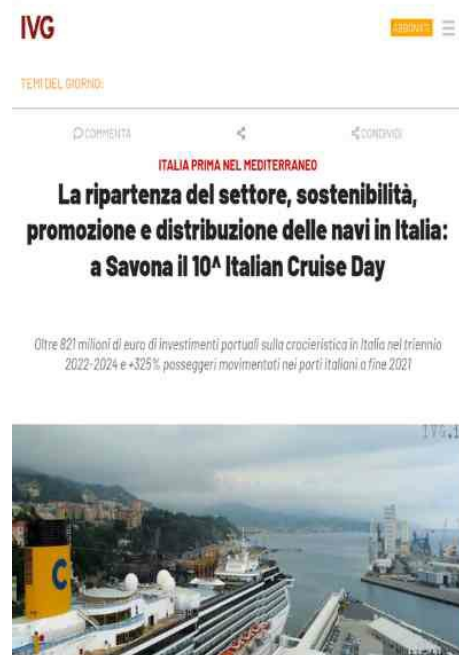 IVG
ABBONATI
TEMI DEL GIORNO:
COMMENTA
CONDIVIDI
ITALIA PRIMA NEL MEDITERRANEO
La ripartenza del settore, sostenibilità,
promozione e distribuzione delle navi in Italia:
a Savona il 10^ Italian Cruise Day
Oltre 821 milioni di euro di investimenti portuali sulla crocieristica in Italia nel triennio
2022-2024 e +325% passeggeri movimentati nei porti italiani a fine 2021
C